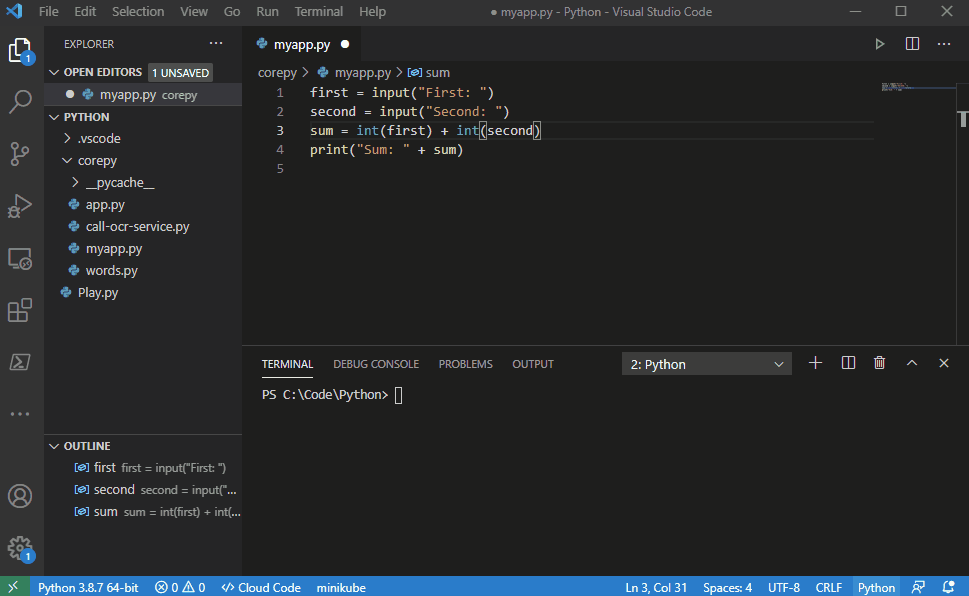 File Edit Selection View Go Run Terminal Help ● myapp.py - Python - Visual Studio Code
EXPLORER ...
OPEN EDITORS 1 UNSAVED
● myapp.py corepy
PYTHON
.vscode
corepy
__pycache__
app.py
call-ocr-service.py
myapp.py
words.py
Play.py
OUTLINE
first first = input("First: ")
second second = input("...
sum sum = int(first) + int(...
1
1
myapp.py ●
corepy > myapp.py > sum
1 first = input("First: ")
2 second = input("Second: ")
3 sum = int(first) + int(second)
4 print("Sum: " + sum)
5
TERMINAL DEBUG CONSOLE PROBLEMS OUTPUT 2: Python
PS C:\Code\Python>
Python 3.8.7 64-bit 0 0 Cloud Code minikube Ln 3, Col 31 Spaces: 4 UTF-8 CRLF Python